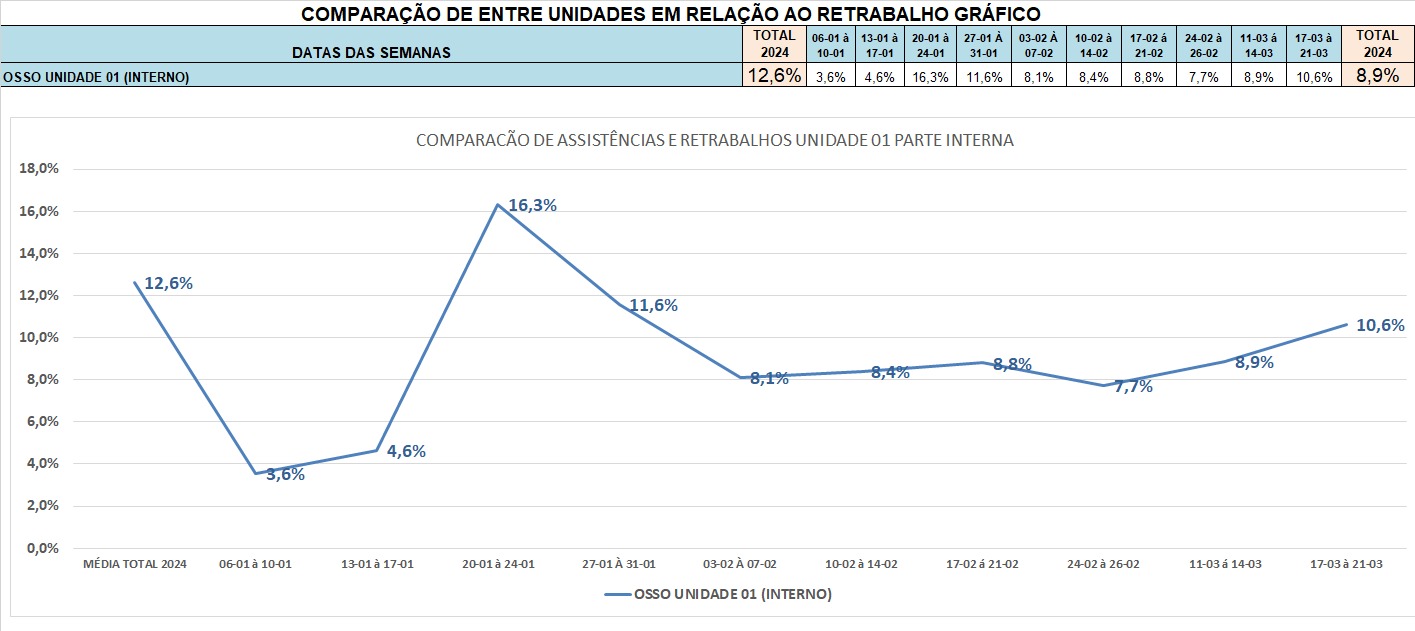 COMPARAÇÃO DE ENTRE UNIDADES EM RELAÇÃO AO RETRABALHO GRÁFICO
DATAS DAS SEMANAS
TOTAL 2024
06-01 à 10-01
13-01 à 17-01
20-01 à 24-01
27-01 À 31-01
03-02 À 07-02
10-02 à 14-02
17-02 á 21-02
24-02 à 26-02
11-03 á 14-03
17-03 à 21-03
TOTAL 2024
OSSO UNIDADE 01 (INTERNO) 12,6% 3,6% 4,6% 16,3% 11,6% 8,1% 8,4% 8,8% 7,7% 8,9% 10,6% 8,9%
COMPARACÃO DE ASSISTÊNCIAS E RETRABALHOS UNIDADE 01 PARTE INTERNA
18,0%
16,0%
14,0%
12,0%
10,0%
8,0%
6,0%
4,0%
2,0%
0,0%
12,6%
3,6%
4,6%
16,3%
11,6%
8,1%
8,4%
8,8%
7,7%
8,9%
10,6%
MÉDIA TOTAL 2024 06-01 à 10-01 13-01 à 17-01 20-01 à 24-01 27-01 À 31-01 03-02 À 07-02 10-02 à 14-02 17-02 á 21-02 24-02 à 26-02 11-03 á 14-03 17-03 à 21-03
OSSO UNIDADE 01 (INTERNO)